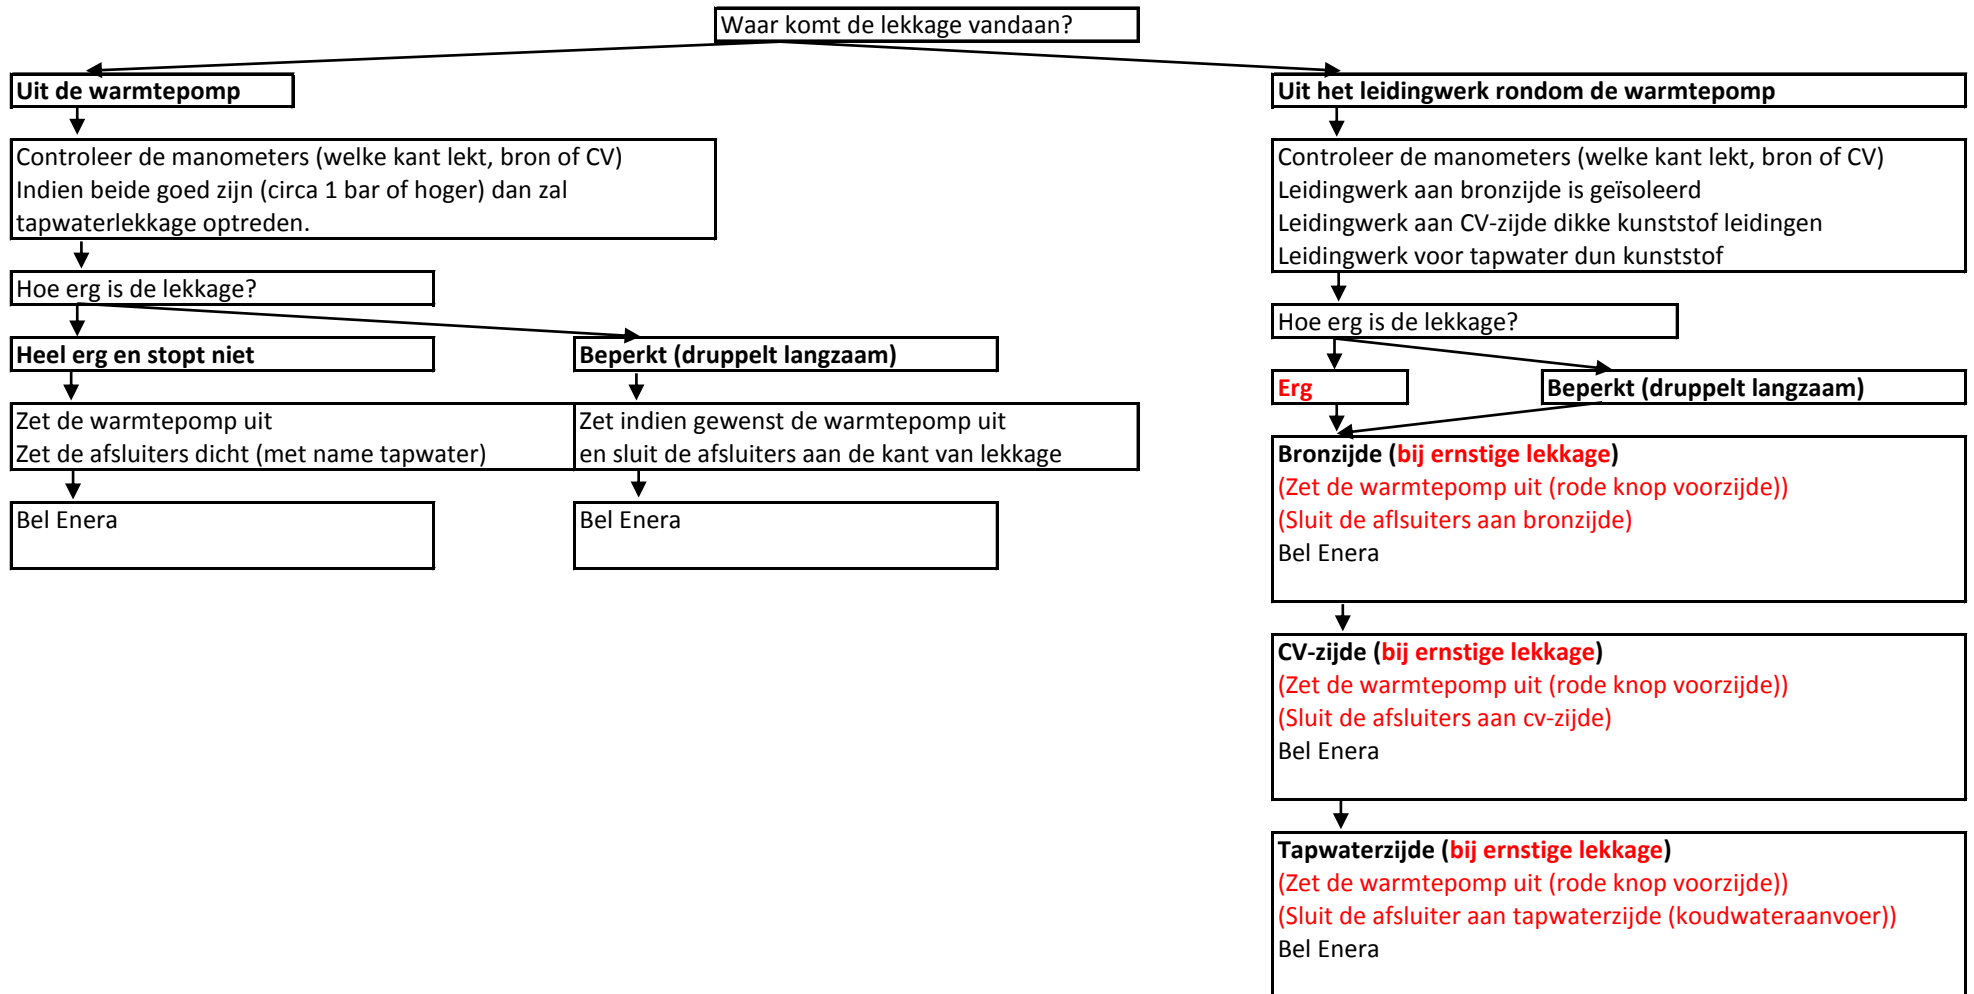 Waar komt de lekkage vandaan?
Uit de warmtepomp
Controleer de manometers (welke kant lekt, bron of CV)
Indien beide goed zijn (circa 1 bar of hoger) dan zal
tapwaterlekkage optreden.
Hoe erg is de lekkage?
Heel erg en stopt niet
Zet de warmtepomp uit
Zet de afsluiters dicht (met name tapwater)
Bel Enera
Beperkt (druppelt langzaam)
Zet indien gewenst de warmtepomp uit
en sluit de afsluiters aan de kant van lekkage
Bel Enera
Uit het leidingwerk rondom de warmtepomp
Controleer de manometers (welke kant lekt, bron of CV)
Leidingwerk aan bronzijde is geïsoleerd
Leidingwerk aan CV-zijde dikke kunststof leidingen
Leidingwerk voor tapwater dun kunststof
Hoe erg is de lekkage?
Erg
Beperkt (druppelt langzaam)
Bronzijde (bij ernstige lekkage)
(Zet de warmtepomp uit (rode knop voorzijde))
(Sluit de aflsuiters aan bronzijde)
Bel Enera
CV-zijde (bij ernstige lekkage)
(Zet de warmtepomp uit (rode knop voorzijde))
(Sluit de afsluiters aan cv-zijde)
Bel Enera
Tapwaterzijde (bij ernstige lekkage)
(Zet de warmtepomp uit (rode knop voorzijde))
(Sluit de afsluiter aan tapwaterzijde (koudwateraanvoer))
Bel Enera